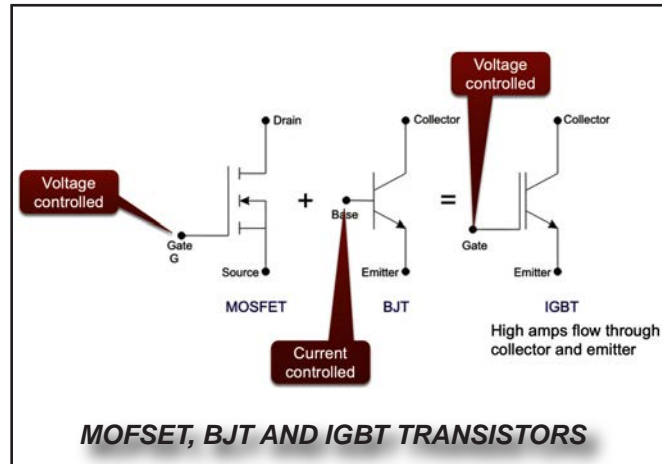 Voltage
controlled
Drain
Collector
Collector
Voltage
controlled
+
=
Gate
G
Base
Gate
Source
Emitter
Emitter
MOSFET
BJT
IGBT
Current
controlled
High amps flow through
collector and emitter
MOFSET, BJT AND IGBT TRANSISTORS